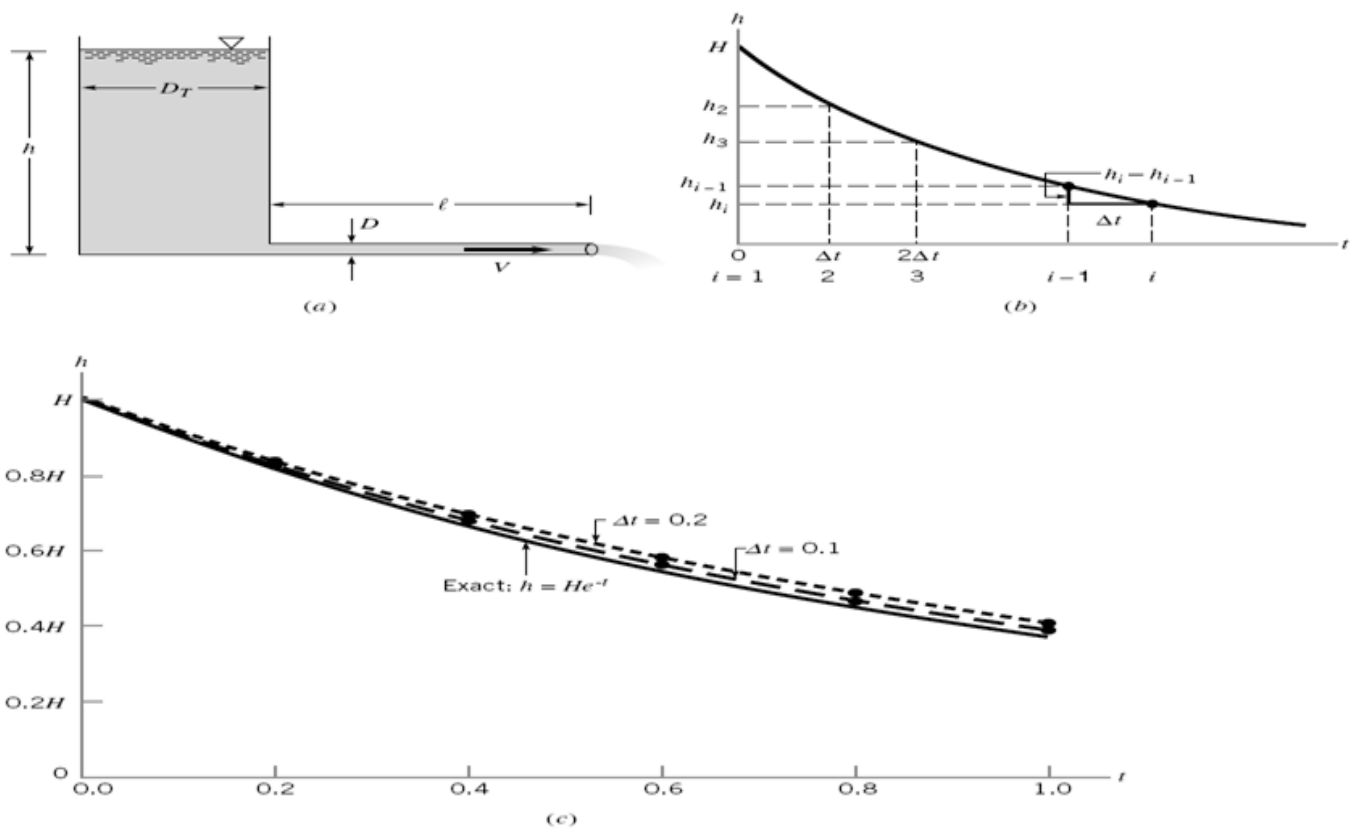 h
D_T
ℓ
D
V
(a)
h
H
h₂
h₃
h_{i−1}
h_i
h_i − h_{i−1}
Δt
t
0 Δt 2Δt
i = 1 2 3 i − 1 i
(b)
h
H
0.8H
0.6H
0.4H
0.2H
0
Δt = 0.2
Δt = 0.1
Exact: h = He^{-t}
0.0 0.2 0.4 0.6 0.8 1.0 t
(c)